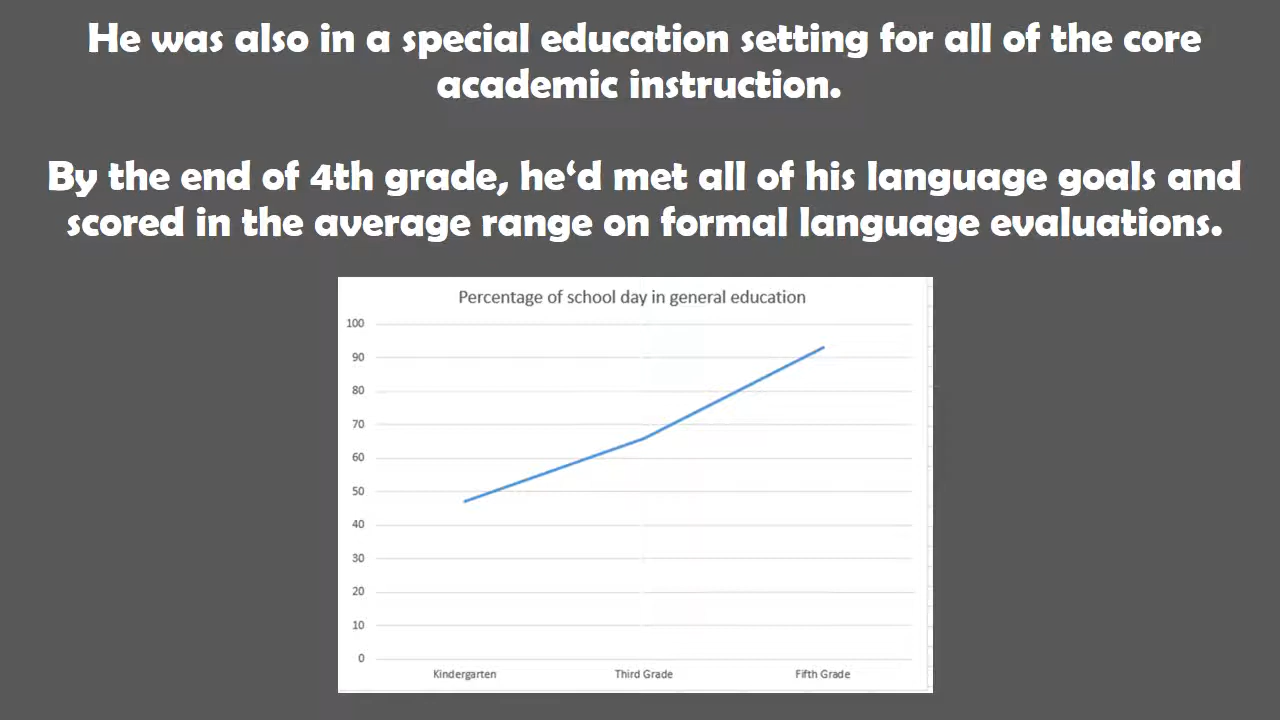 He was also in a special education setting for all of the core
academic instruction.
By the end of 4th grade, he‘d met all of his language goals and
scored in the average range on formal language evaluations.
Percentage of school day in general education
100
90
80
70
60
50
40
30
20
10
0
Kindergarten Third Grade Fifth Grade